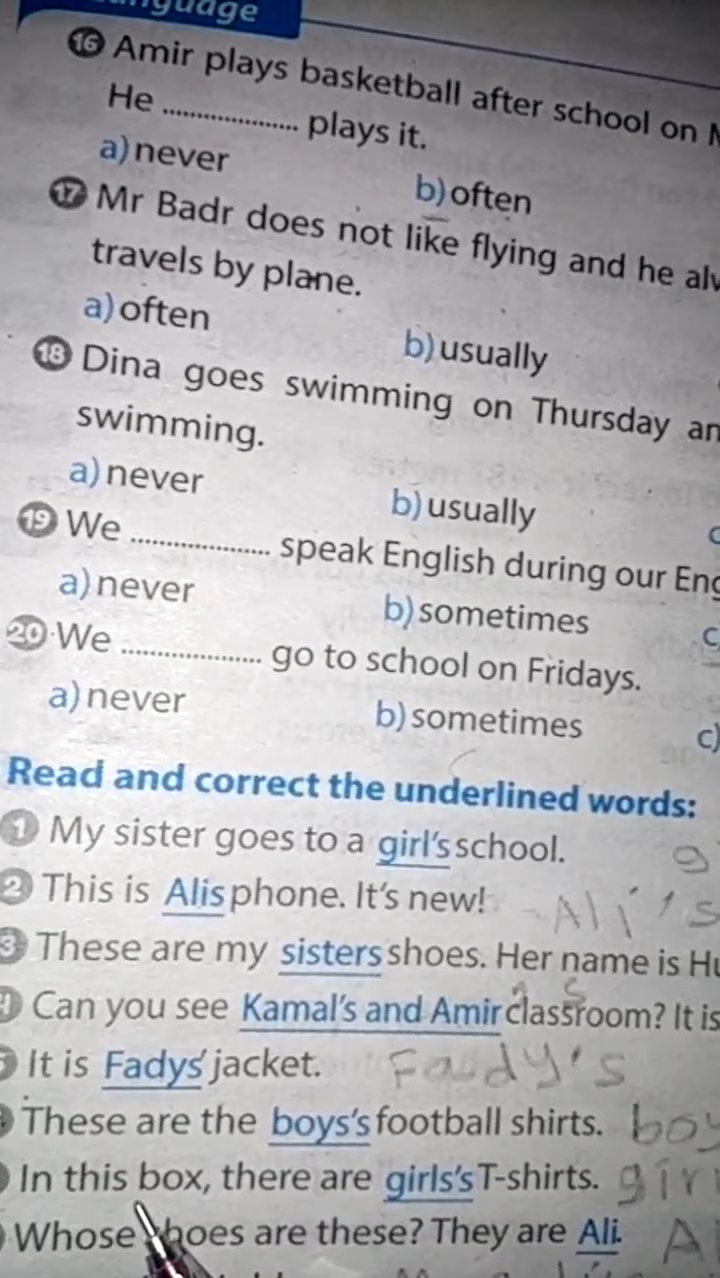 nguage
16 Amir plays basketball after school on
He .................... plays it.
a) never b) often
17 Mr Badr does not like flying and he
travels by plane.
a) often b) usually
18 Dina goes swimming on Thursday
swimming.
a) never b) usually
19 We .................... speak English during our
a) never b) sometimes
20 We .................... go to school on Fridays.
a) never b) sometimes c)
Read and correct the underlined words:
1 My sister goes to a girl's school. g
2 This is Alis phone. It's new! Ali's
3 These are my sisters shoes. Her name is
4 Can you see Kamal's and Amir classroom? It is
It is Fadys' jacket. Faudy's
These are the boys's football shirts. boy
In this box, there are girls's T-shirts. girl
Whose shoes are these? They are Ali. A